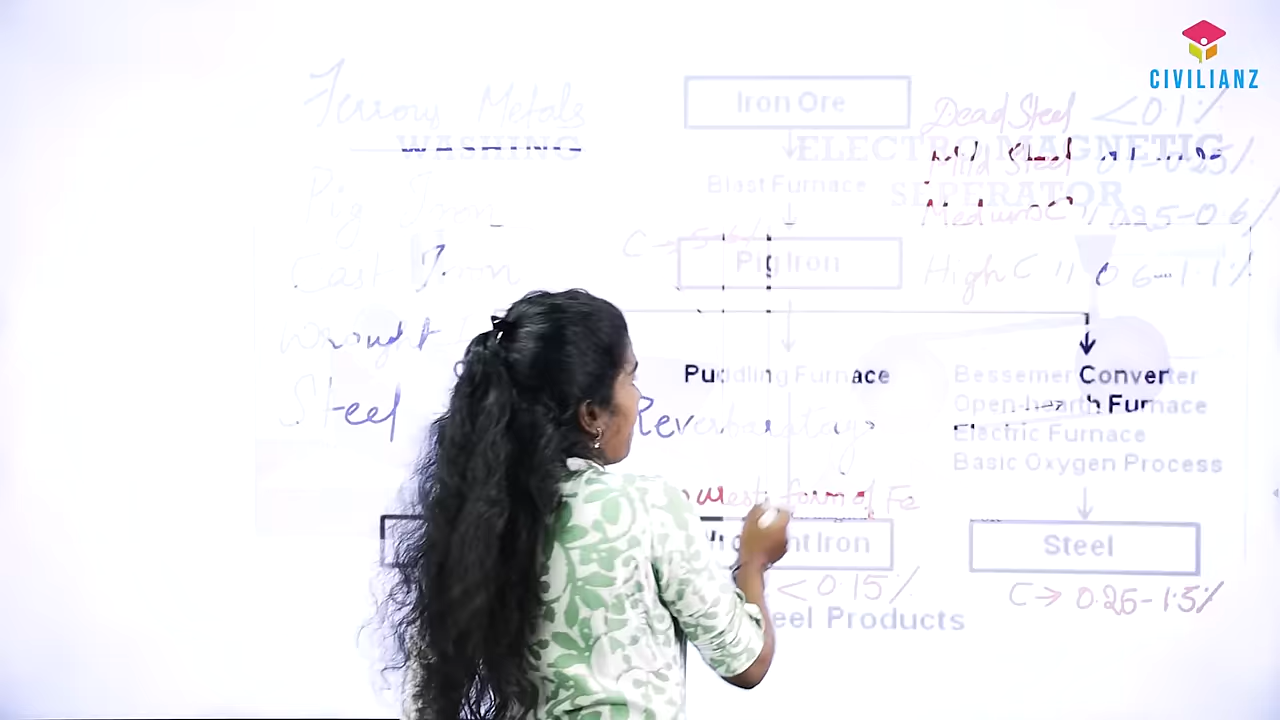 CIVILIANZ
Ferrous Metals
WASHING
Pig Iron
Cast Iron
wrought
Steel
Iron Ore
Blast Furnace
C → 5-6%
Pig Iron
Puddling Furnace
Reverberatory
purest form of Fe
Wrought Iron
< 0.15%
eel Products
ELECTRO MAGNETIC
SEPERATOR
Dead Steel < 0.1%
Mild Steel 0.1-0.25%
Medium C " 0.25-0.6%
High C " 0.6-1.1%
Bessemer Converter
Open-hearth Furnace
Electric Furnace
Basic Oxygen Process
Steel
C → 0.25-1.5%